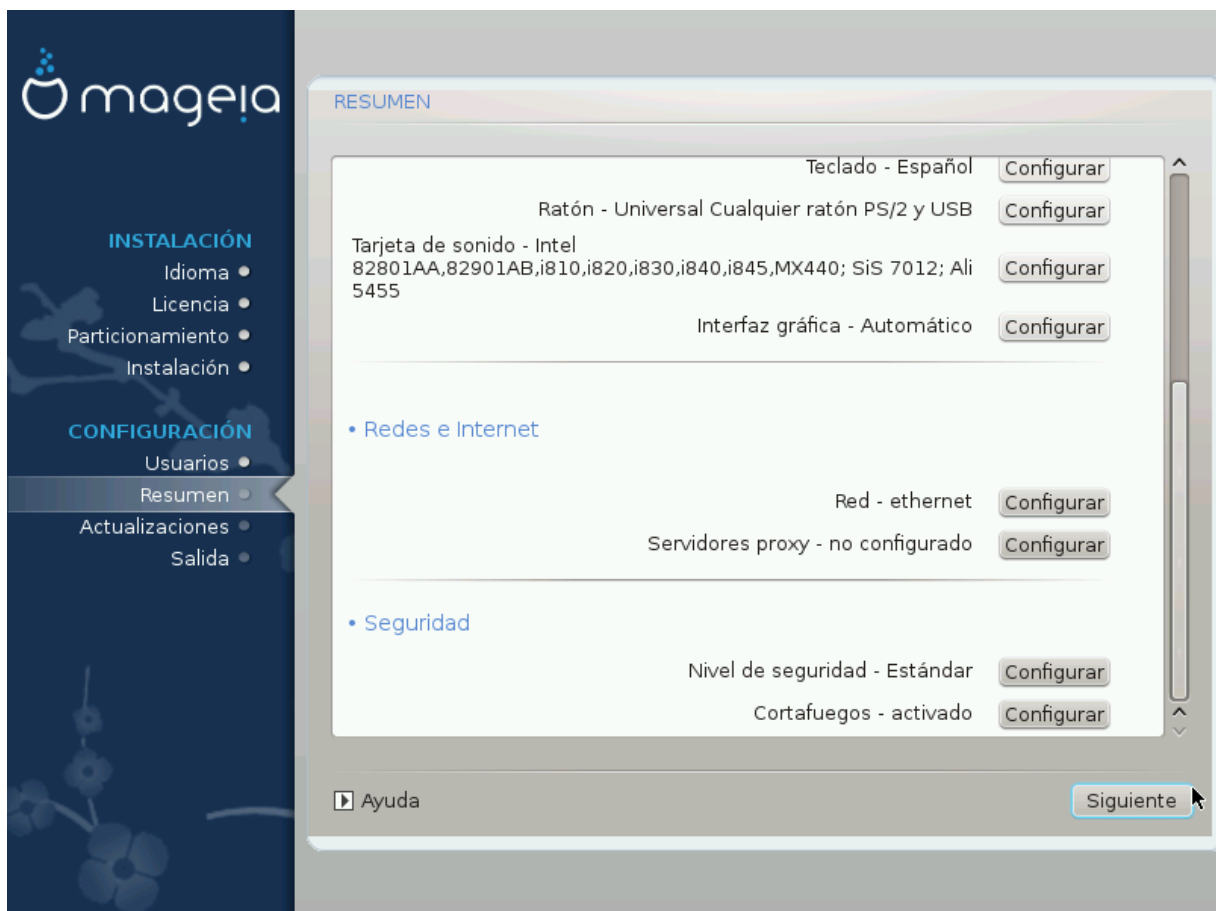 mageia
INSTALACIÓN
Idioma
Licencia
Particionamiento
Instalación
CONFIGURACIÓN
Usuarios
Resumen
Actualizaciones
Salida
RESUMEN
Teclado - Español Configurar
Ratón - Universal Cualquier ratón PS/2 y USB Configurar
Tarjeta de sonido - Intel
82801AA,82901AB,i810,i820,i830,i840,i845,MX440; SiS 7012; Ali Configurar
5455
Interfaz gráfica - Automático Configurar
• Redes e Internet
Red - ethernet Configurar
Servidores proxy - no configurado Configurar
• Seguridad
Nivel de seguridad - Estándar Configurar
Cortafuegos - activado Configurar
Ayuda
Siguiente